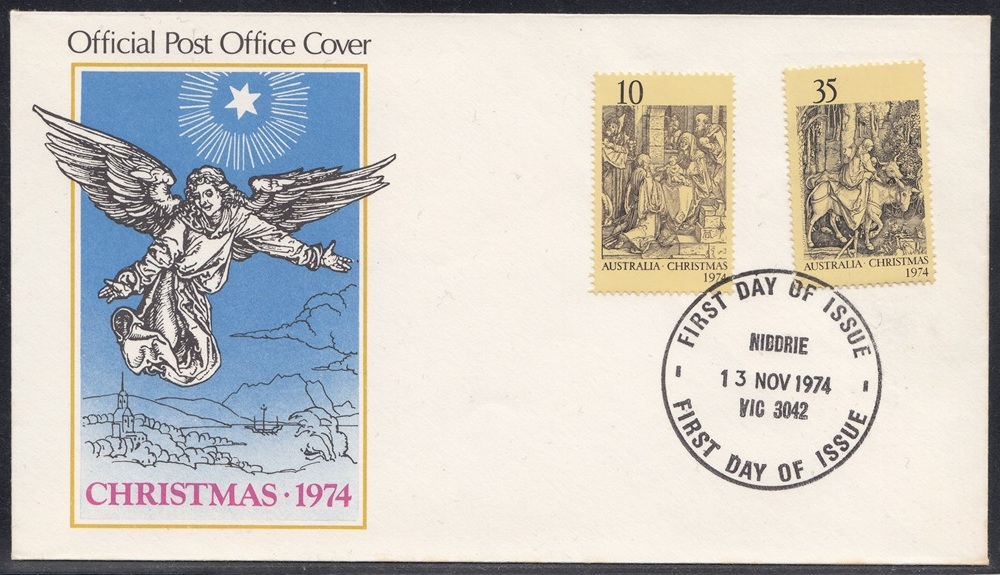 Official Post Office Cover
CHRISTMAS · 1974
10
AUSTRALIA · CHRISTMAS
1974
35
AUSTRALIA · CHRISTMAS
1974
FIRST DAY OF ISSUE
NIDDRIE
13 NOV 1974
VIC 3042
FIRST DAY OF ISSUE